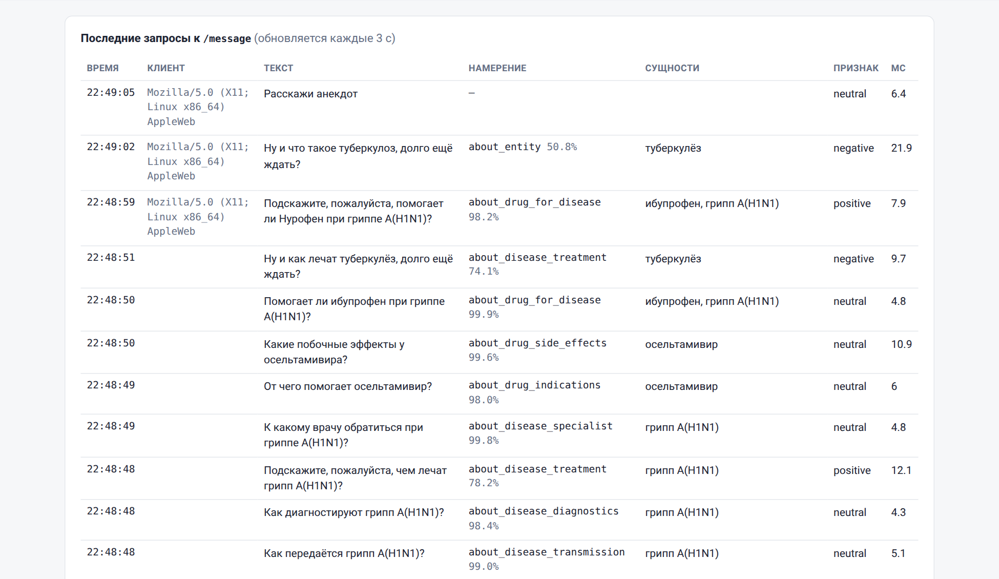 Последние запросы к /message (обновляется каждые 3 с)
ВРЕМЯ КЛИЕНТ ТЕКСТ НАМЕРЕНИЕ СУЩНОСТИ ПРИЗНАК МС
22:49:05 Mozilla/5.0 (X11; Расскажи анекдот — neutral 6.4
Linux x86_64)
AppleWeb
22:49:02 Mozilla/5.0 (X11; Ну и что такое туберкулоз, долго ещё about_entity 50.8% туберкулёз negative 21.9
Linux x86_64) ждать?
AppleWeb
22:48:59 Mozilla/5.0 (X11; Подскажите, пожалуйста, помогает about_drug_for_disease ибупрофен, грипп A(H1N1) positive 7.9
Linux x86_64) ли Нурофен при гриппе A(H1N1)? 98.2%
AppleWeb
22:48:51 Ну и как лечат туберкулёз, долго ещё about_disease_treatment туберкулёз negative 9.7
ждать? 74.1%
22:48:50 Помогает ли ибупрофен при гриппе about_drug_for_disease ибупрофен, грипп A(H1N1) neutral 4.8
A(H1N1)? 99.9%
22:48:50 Какие побочные эффекты у about_drug_side_effects осельтамивир neutral 10.9
осельтамивира? 99.6%
22:48:49 От чего помогает осельтамивир? about_drug_indications осельтамивир neutral 6
98.0%
22:48:49 К какому врачу обратиться при about_disease_specialist грипп A(H1N1) neutral 4.8
гриппе A(H1N1)? 99.8%
22:48:48 Подскажите, пожалуйста, чем лечат about_disease_treatment грипп A(H1N1) positive 12.1
грипп A(H1N1)? 78.2%
22:48:48 Как диагностируют грипп A(H1N1)? about_disease_diagnostics грипп A(H1N1) neutral 4.3
98.4%
22:48:48 Как передаётся грипп A(H1N1)? about_disease_transmission грипп A(H1N1) neutral 5.1
99.0%